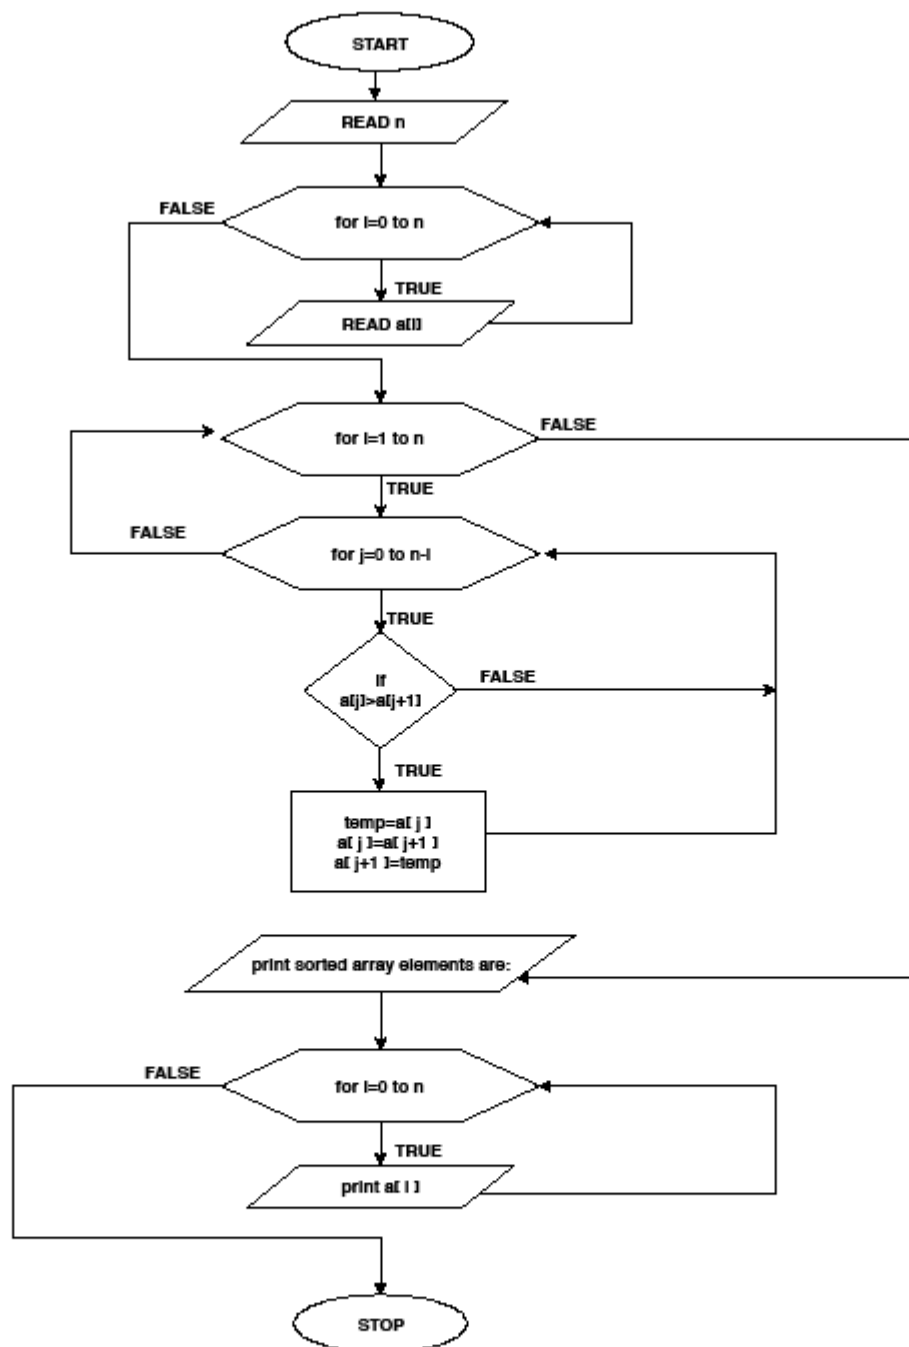 START
READ n
FALSE
for i=0 to n
TRUE
READ a[i]
for i=1 to n
FALSE
TRUE
FALSE
for j=0 to n-i
TRUE
if
a[j]>a[j+1]
FALSE
TRUE
temp=a[ j ]
a[ j ]=a[ j+1 ]
a[ j+1 ]=temp
print sorted array elements are:
FALSE
for i=0 to n
TRUE
print a[ i ]
STOP